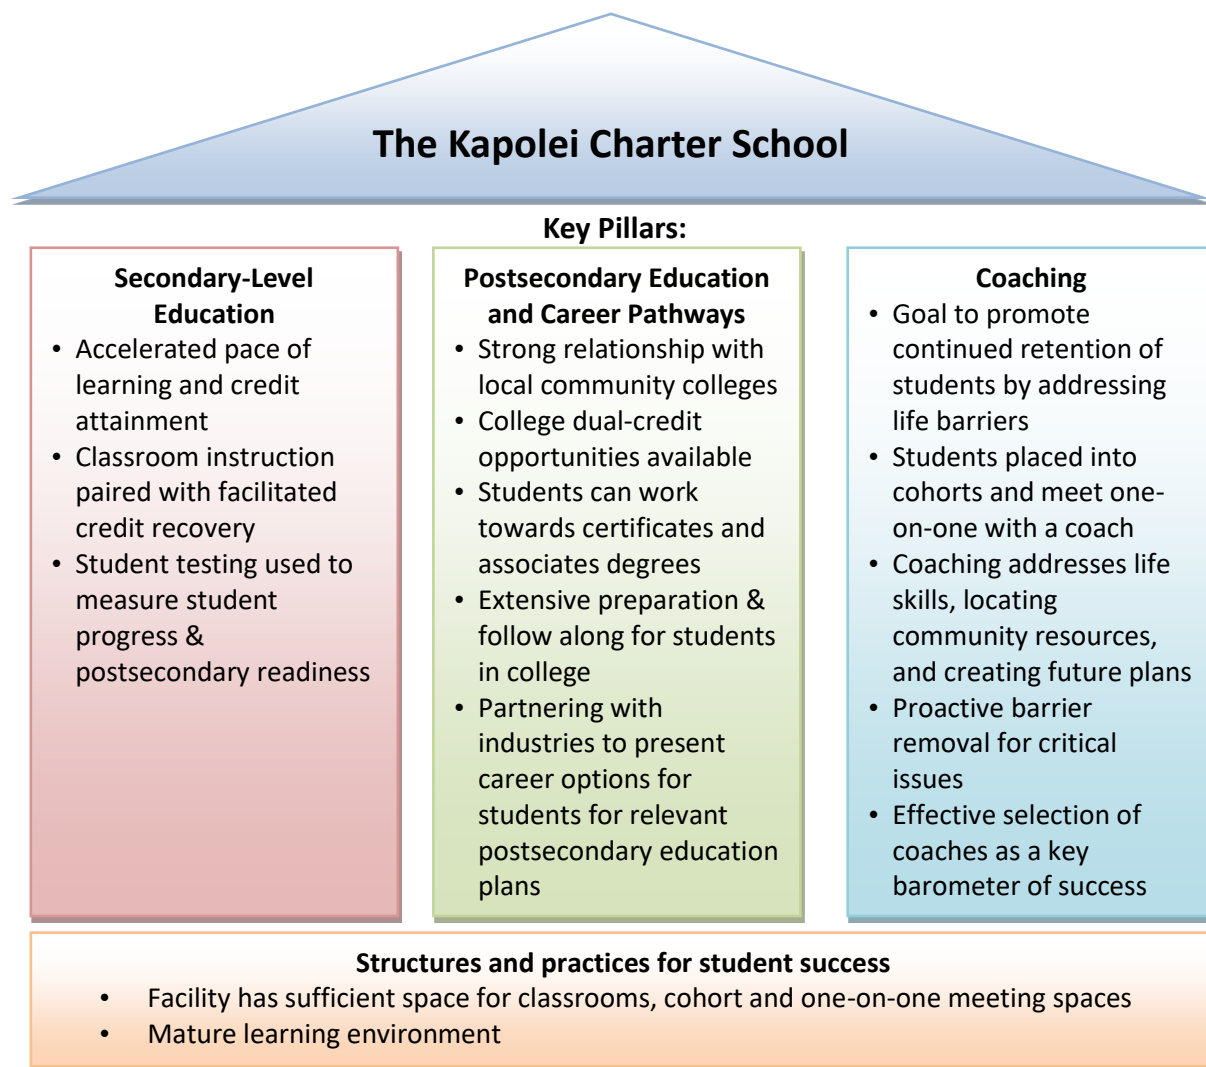 The Kapolei Charter School
Key Pillars:
Secondary-Level
Education
• Accelerated pace of
learning and credit
attainment
• Classroom instruction
paired with facilitated
credit recovery
• Student testing used to
measure student
progress &
postsecondary readiness
Postsecondary Education
and Career Pathways
• Strong relationship with
local community colleges
• College dual-credit
opportunities available
• Students can work
towards certificates and
associates degrees
• Extensive preparation &
follow along for students
in college
• Partnering with
industries to present
career options for
students for relevant
postsecondary education
plans
Coaching
• Goal to promote
continued retention of
students by addressing
life barriers
• Students placed into
cohorts and meet one-
on-one with a coach
• Coaching addresses life
skills, locating
community resources,
and creating future plans
• Proactive barrier
removal for critical
issues
• Effective selection of
coaches as a key
barometer of success
Structures and practices for student success
• Facility has sufficient space for classrooms, cohort and one-on-one meeting spaces
• Mature learning environment